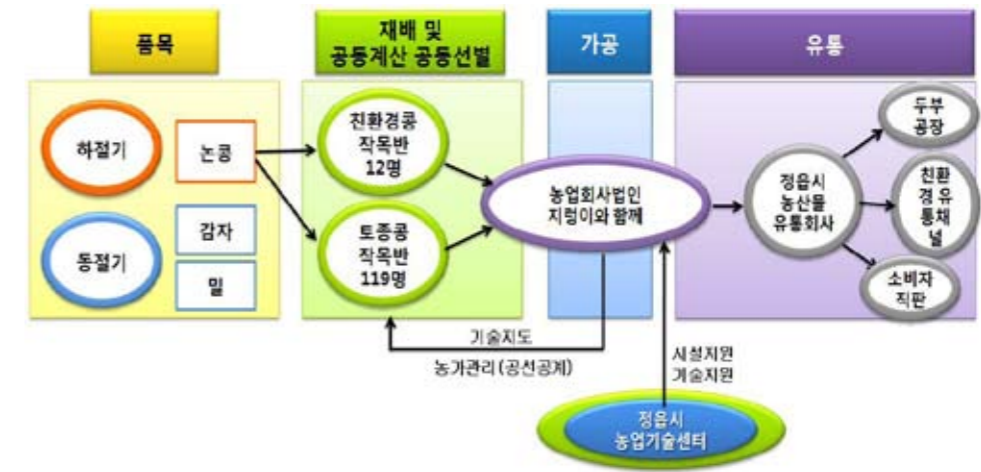 품목
재배 및
공동계산 공동선별
가공
유통
하절기
논콩
동절기
감자
밀
친환경콩
작목반
12명
토종콩
작목반
119명
농업회사법인
지렁이와 함께
정읍시
농산물
유통회사
두부
공장
친환
경 유
통채
널
소비자
직판
기술지도
농가관리(공선공계)
시설지원
기술지원
정읍시
농업기술센터